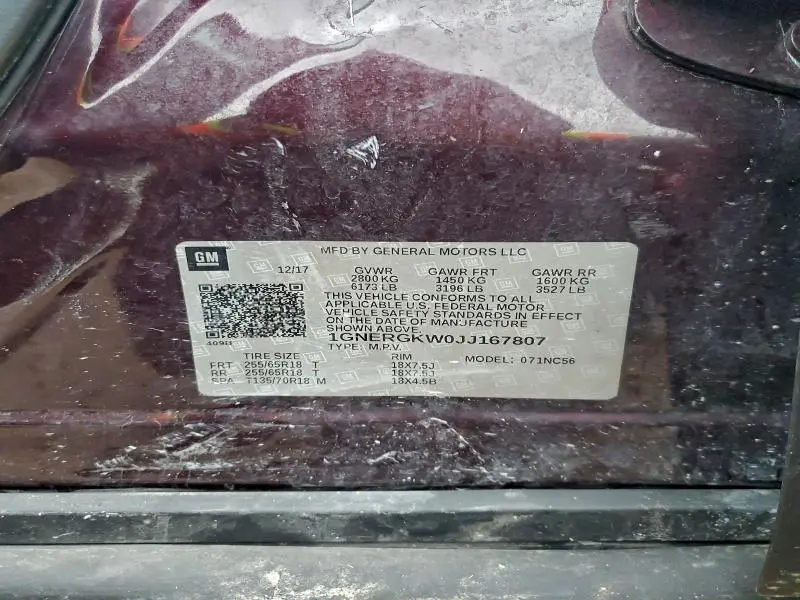 GM
MFD BY GENERAL MOTORS LLC
12/17 GVWR GAWR FRT GAWR RR
2800 KG 1450 KG 1600 KG
6173 LB 3196 LB 3527 LB
THIS VEHICLE CONFORMS TO ALL
APPLICABLE U.S. FEDERAL MOTOR
VEHICLE SAFETY STANDARDS IN EFFECT
ON THE DATE OF MANUFACTURE
SHOWN ABOVE.
1GNERGKW0JJ167807
TYPE: M.P.V. MODEL: 071NC56
TIRE SIZE RIM
FRT 255/65R18 T 18X7.5J
RR 255/65R18 T 18X7.5J
SPA T135/70R18 M 18X4.5B